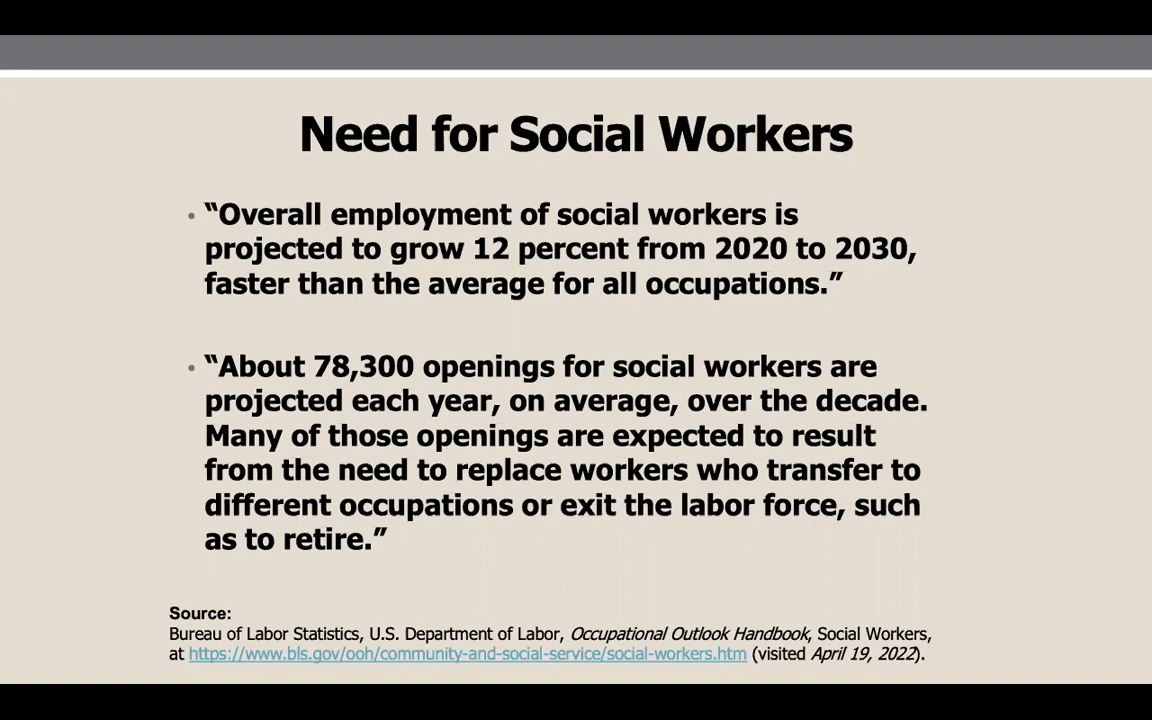 Need for Social Workers
• “Overall employment of social workers is
projected to grow 12 percent from 2020 to 2030,
faster than the average for all occupations.”
• “About 78,300 openings for social workers are
projected each year, on average, over the decade.
Many of those openings are expected to result
from the need to replace workers who transfer to
different occupations or exit the labor force, such
as to retire.”
Source:
Bureau of Labor Statistics, U.S. Department of Labor, Occupational Outlook Handbook, Social Workers,
at https://www.bls.gov/ooh/community-and-social-service/social-workers.htm (visited April 19, 2022).